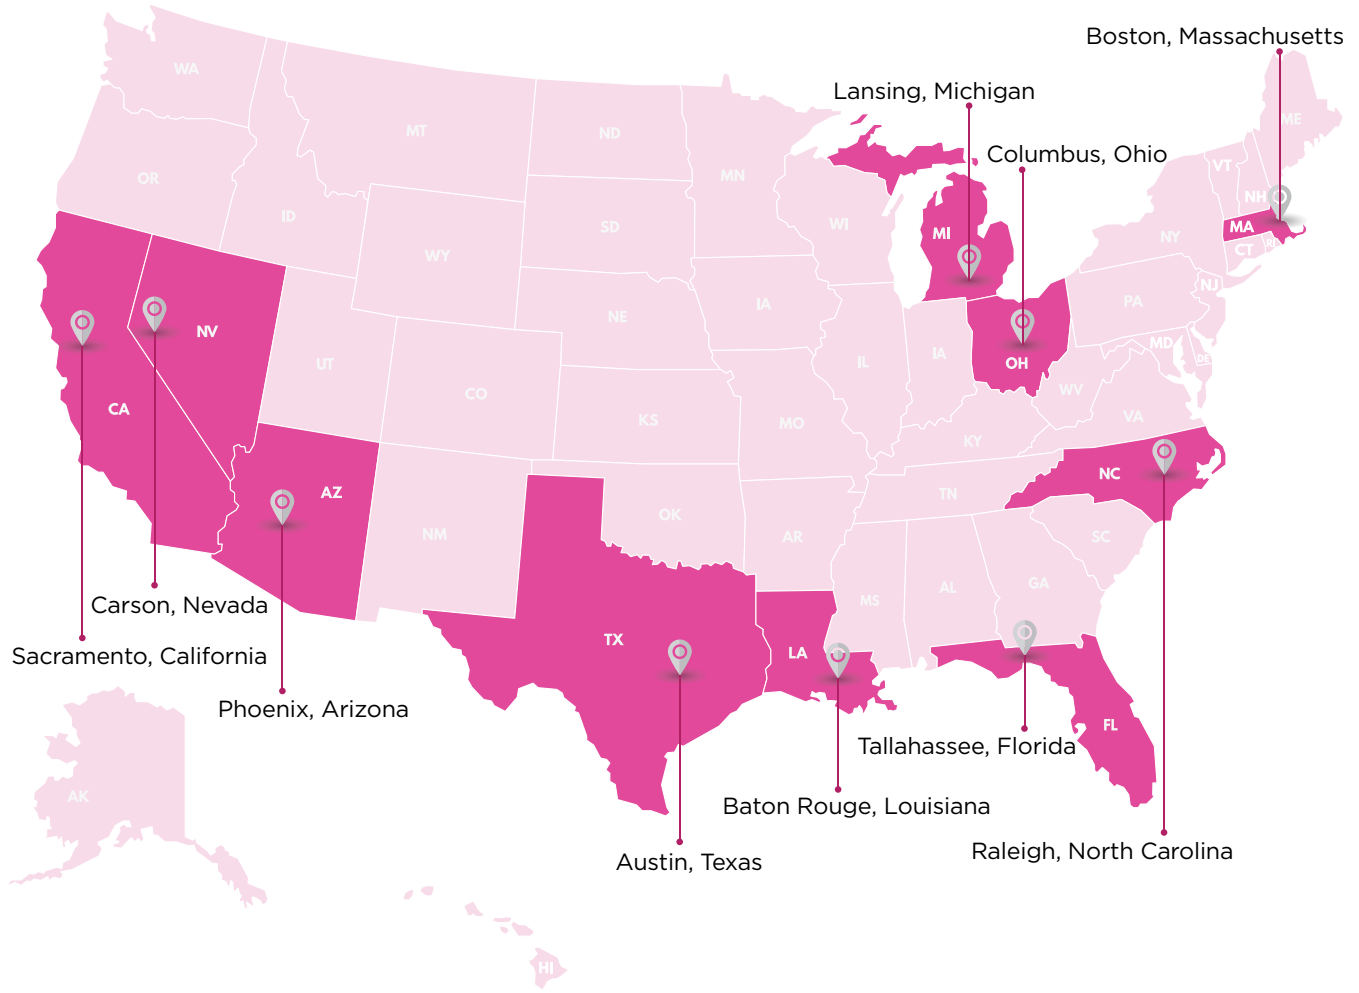 Boston, Massachusetts
WA
Lansing, Michigan
ME
MT
ND
Columbus, Ohio
OR
MN
VT
ID
NH
SD
WI
MI
MA
NY
WY
CT
RI
NJ
IA
PA
NE
NV
MD
UT
IL
IA
OH
DE
CO
WV
CA
KS
MO
VA
KY
AZ
NC
TN
OK
NM
AR
SC
GA
AL
MS
Carson, Nevada
TX
LA
Sacramento, California
Phoenix, Arizona
FL
Tallahassee, Florida
AK
Baton Rouge, Louisiana
Raleigh, North Carolina
Austin, Texas
HI